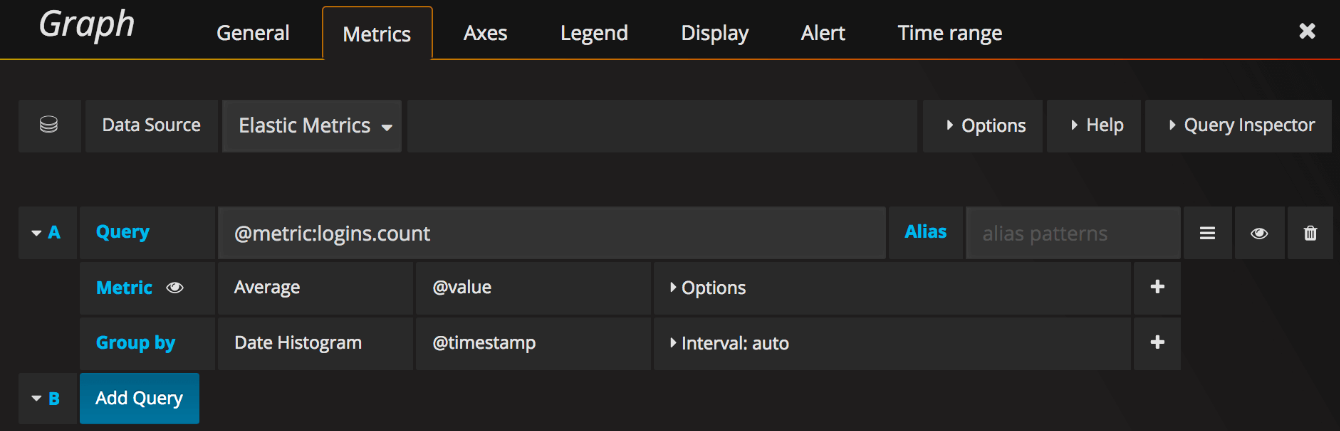 Graph General Metrics Axes Legend Display Alert Time range
Data Source Elastic Metrics Options Help Query Inspector
A Query @metric:logins.count Alias alias patterns
Metric Average @value Options
Group by Date Histogram @timestamp Interval: auto
B Add Query